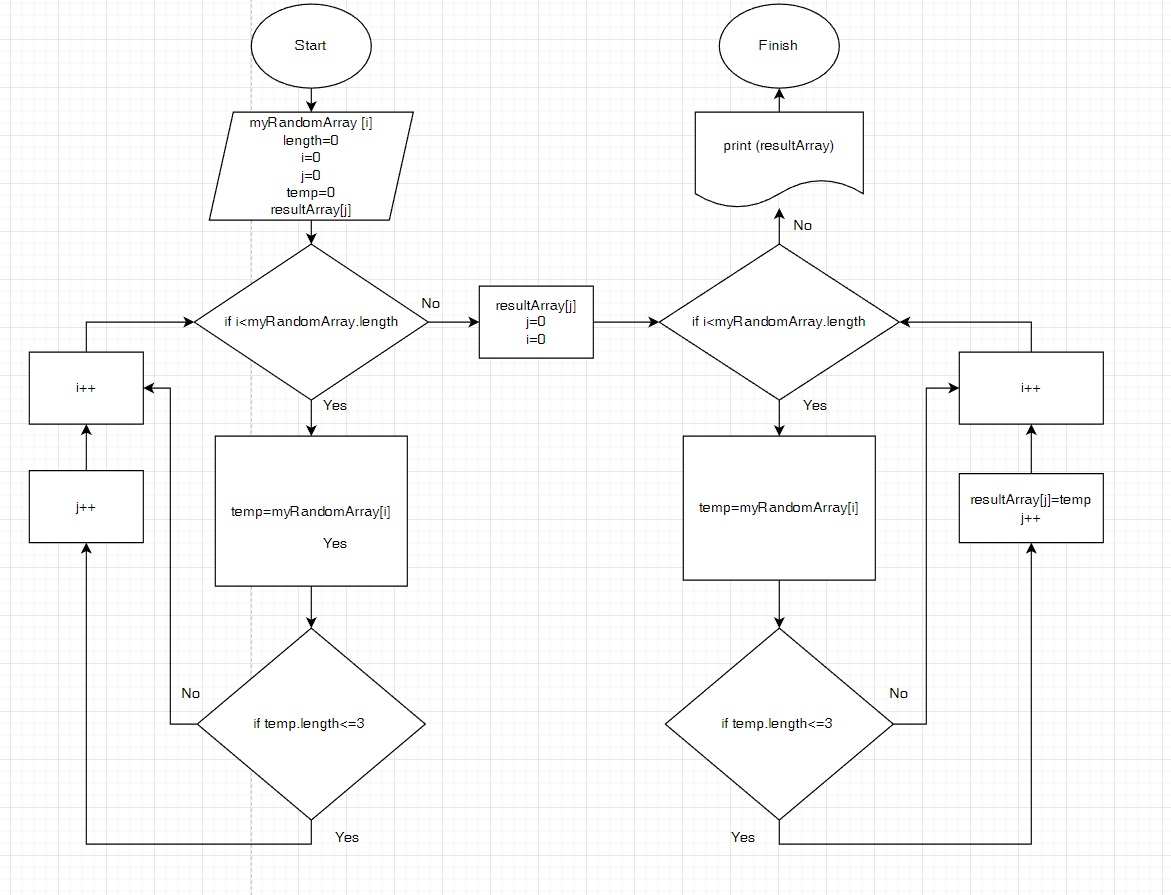 Start
myRandomArray [i]
length=0
i=0
j=0
temp=0
resultArray[j]
if i<myRandomArray.length
No
Yes
i++
j++
temp=myRandomArray[i]
Yes
No
if temp.length<=3
Yes
resultArray[j]
j=0
i=0
Finish
print (resultArray)
No
if i<myRandomArray.length
Yes
i++
resultArray[j]=temp
j++
temp=myRandomArray[i]
No
if temp.length<=3
Yes